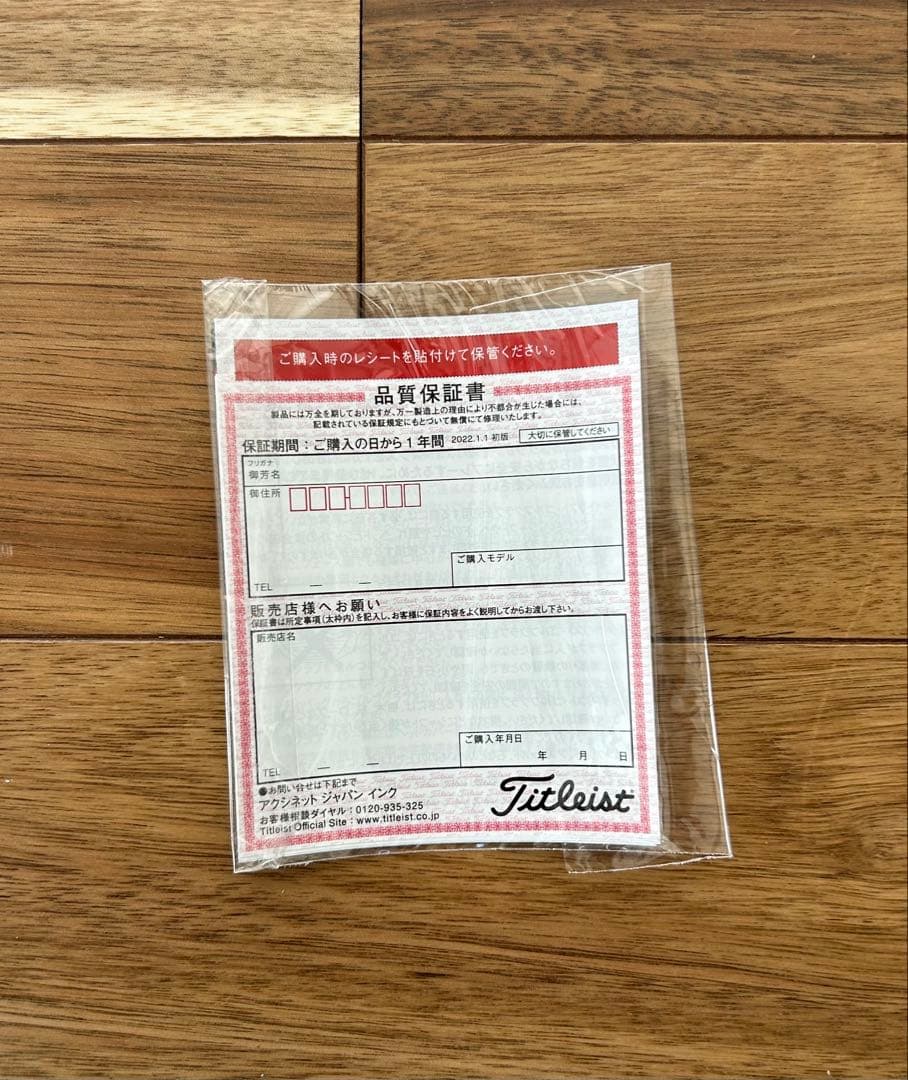 ご購入時のレシートを貼付けて保管ください。
品質保証書
製品には万全を期しておりますが、万一製造上の理由により不都合が生じた場合には、
記載されている保証規定にもとづいて無償にて修理いたします。
保証期間：ご購入の日から1年間 2022.1.1 初版 大切に保管してください
フリガナ
御芳名
御住所
ご購入モデル
TEL — —
販売店様へお願い
保証書は所定事項(太枠内)を記入し、お客様に保証内容をよく説明してからお渡し下さい。
販売店名
ご購入年月日
年 月 日
TEL — —
●お問い合せは下記まで
アクシネット ジャパン インク
お客様相談ダイヤル：0120-935-325
Titleist Official Site：www.titleist.co.jp
Titleist